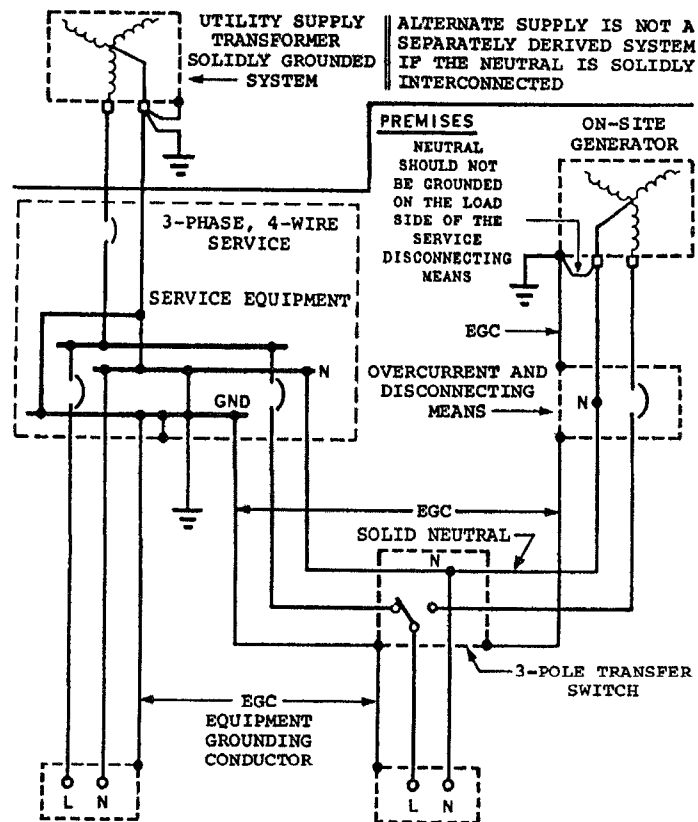 UTILITY SUPPLY
TRANSFORMER
SOLIDLY GROUNDED
SYSTEM
ALTERNATE SUPPLY IS NOT A
SEPARATELY DERIVED SYSTEM
IF THE NEUTRAL IS SOLIDLY
INTERCONNECTED
PREMISES
NEUTRAL
SHOULD NOT
BE GROUNDED
ON THE LOAD
SIDE OF THE
SERVICE
DISCONNECTING
MEANS
ON-SITE
GENERATOR
3-PHASE, 4-WIRE
SERVICE
SERVICE EQUIPMENT
N
GND
EGC
OVERCURRENT AND
DISCONNECTING
MEANS
N
EGC
SOLID NEUTRAL
N
3-POLE TRANSFER
SWITCH
EGC
EQUIPMENT
GROUNDING
CONDUCTOR
L N
L N